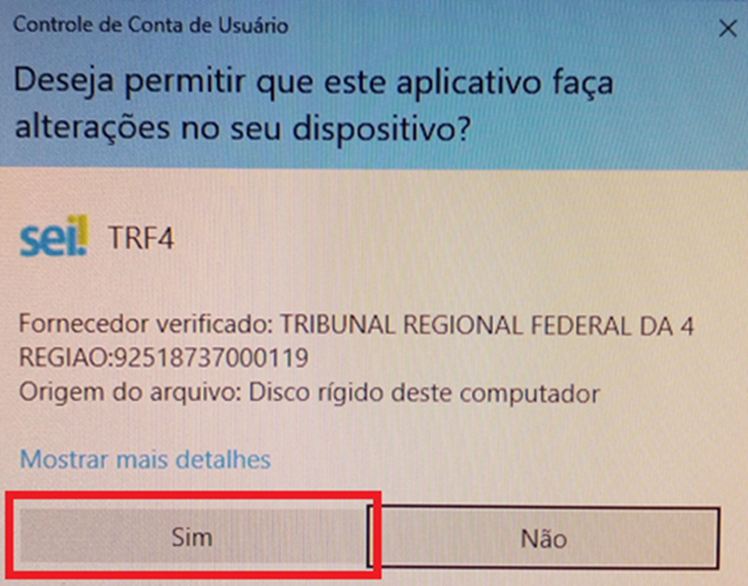 Controle de Conta de Usuário
Deseja permitir que este aplicativo faça
alterações no seu dispositivo?
sei! TRF4
Fornecedor verificado: TRIBUNAL REGIONAL FEDERAL DA 4
REGIAO:92518737000119
Origem do arquivo: Disco rígido deste computador
Mostrar mais detalhes
Sim Não